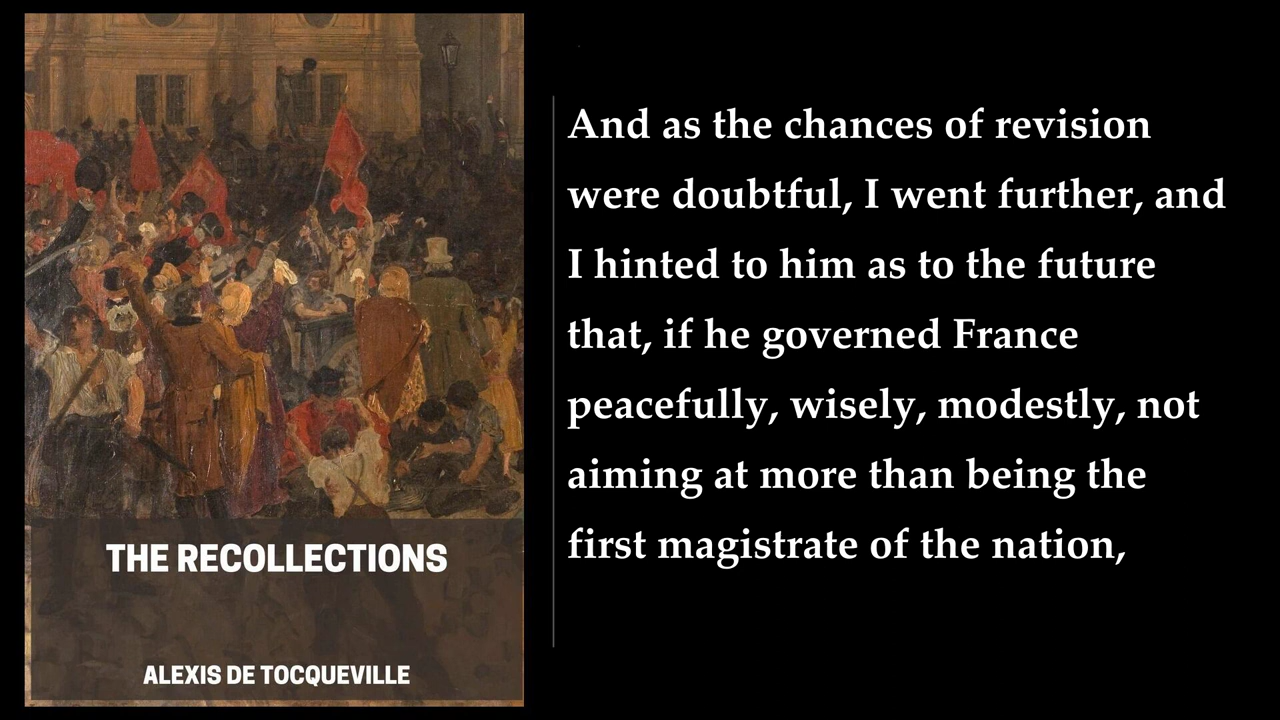 THE RECOLLECTIONS
ALEXIS DE TOCQUEVILLE
And as the chances of revision
were doubtful, I went further, and
I hinted to him as to the future
that, if he governed France
peacefully, wisely, modestly, not
aiming at more than being the
first magistrate of the nation,